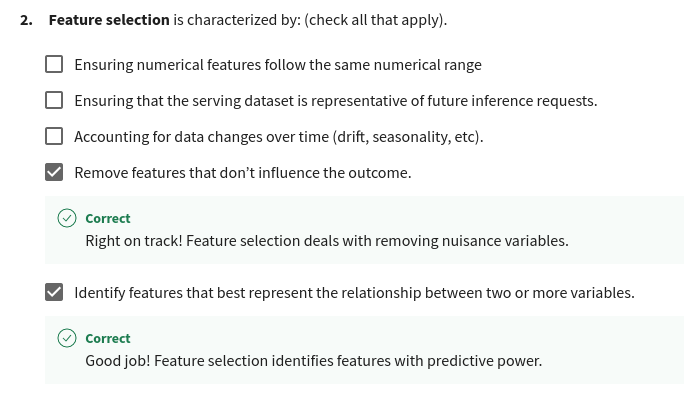 2. Feature selection is characterized by: (check all that apply).
Ensuring numerical features follow the same numerical range
Ensuring that the serving dataset is representative of future inference requests.
Accounting for data changes over time (drift, seasonality, etc).
Remove features that don’t influence the outcome.
Correct
Right on track! Feature selection deals with removing nuisance variables.
Identify features that best represent the relationship between two or more variables.
Correct
Good job! Feature selection identifies features with predictive power.